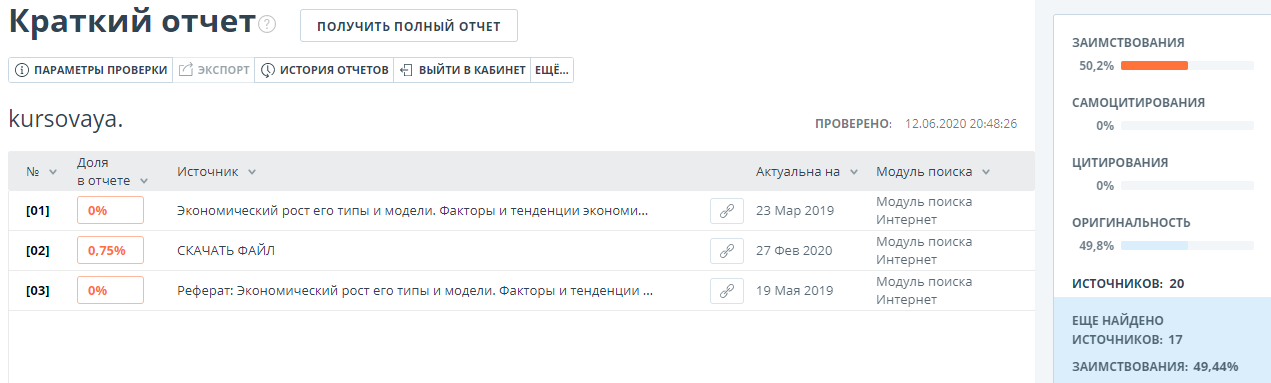 Краткий отчет ?
ПОЛУЧИТЬ ПОЛНЫЙ ОТЧЕТ
ПАРАМЕТРЫ ПРОВЕРКИ ЭКСПОРТ ИСТОРИЯ ОТЧЕТОВ ВЫЙТИ В КАБИНЕТ ЕЩЁ...
kursovaya.
ПРОВЕРЕНО: 12.06.2020 20:48:26
№ Доля
в отчете Источник Актуальна на Модуль поиска
[01] 0% Экономический рост его типы и модели. Факторы и тенденции экономи... 23 Мар 2019 Модуль поиска
Интернет
[02] 0,75% СКАЧАТЬ ФАЙЛ 27 Фев 2020 Модуль поиска
Интернет
[03] 0% Реферат: Экономический рост его типы и модели. Факторы и тенденции ... 19 Мая 2019 Модуль поиска
Интернет
ЗАИМСТВОВАНИЯ
50,2%
САМОЦИТИРОВАНИЯ
0%
ЦИТИРОВАНИЯ
0%
ОРИГИНАЛЬНОСТЬ
49,8%
ИСТОЧНИКОВ: 20
ЕЩЕ НАЙДЕНО
ИСТОЧНИКОВ: 17
ЗАИМСТВОВАНИЯ: 49,44%